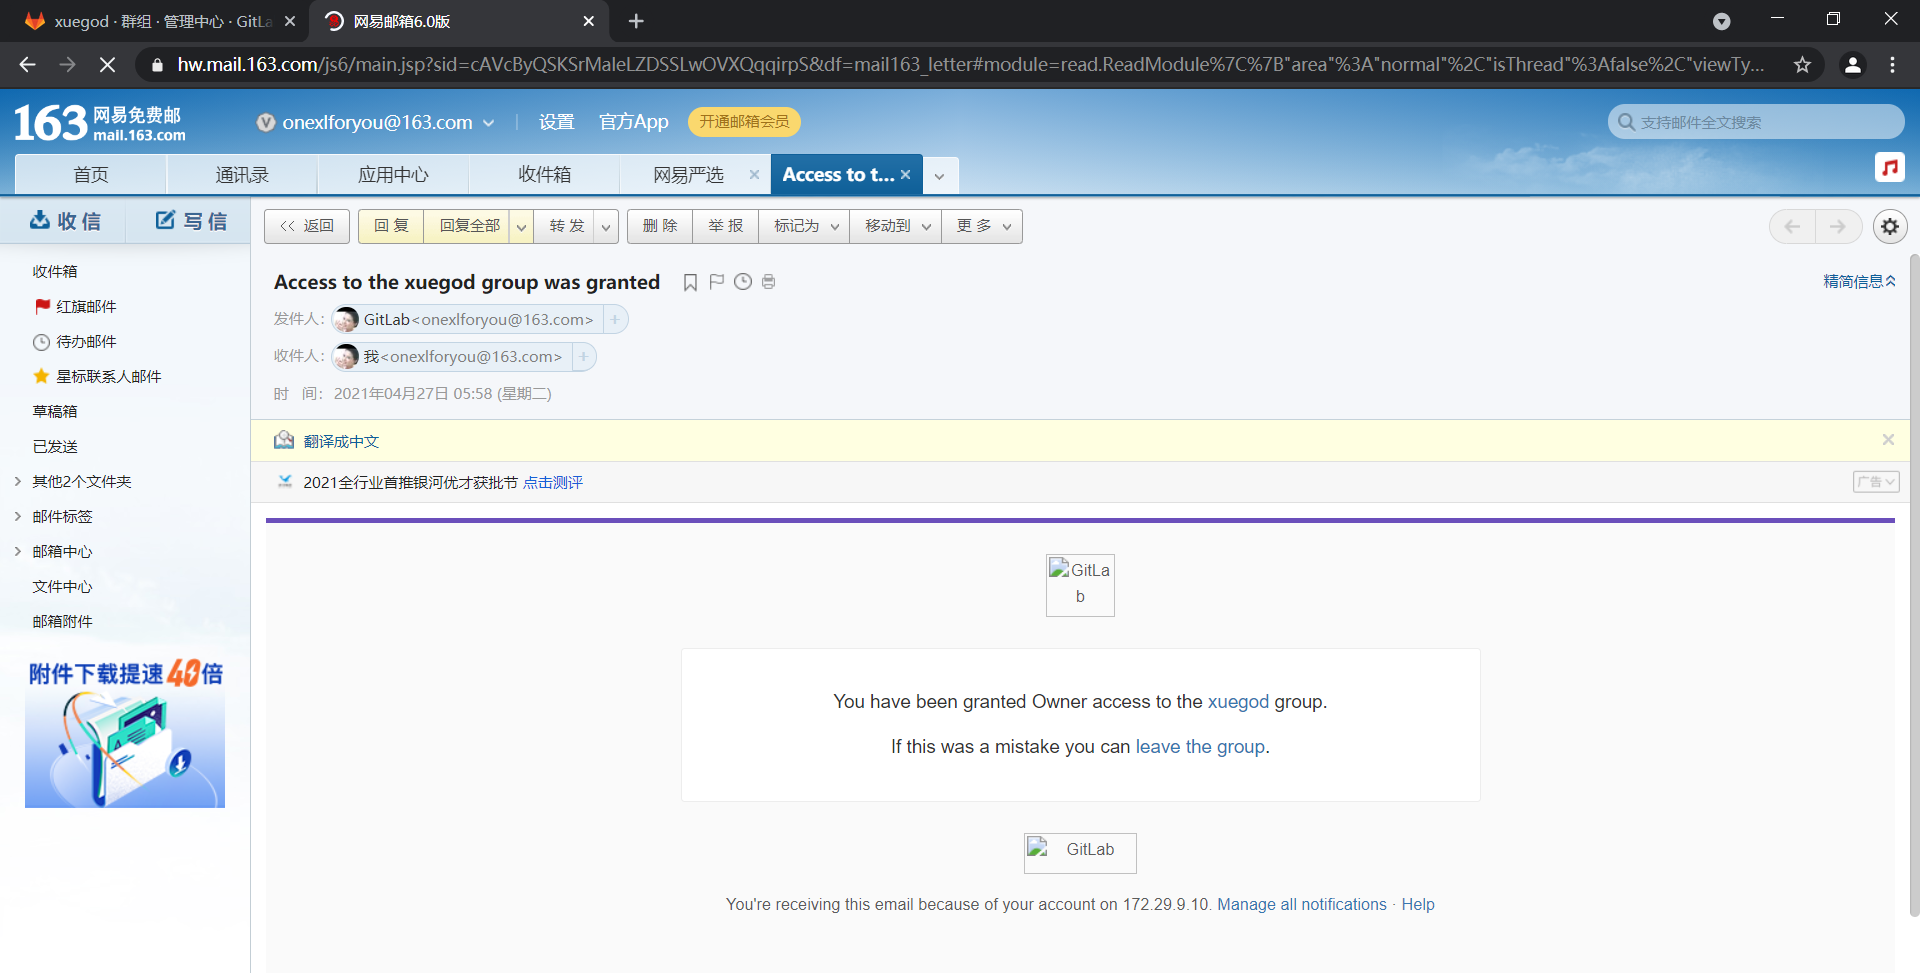 xuegod · 群组 · 管理中心 · GitLa
网易邮箱6.0版
hw.mail.163.com/js6/main.jsp?sid=cAVcByQSKSrMaleLZDSSLwOVXQqqirpS&df=mail163_letter#module=read.ReadModule%7C%7B"area"%3A"normal"%2C"isThread"%3Afalse%2C"viewTy...
163 网易免费邮
mail.163.com
onexlforyou@163.com
设置
官方App
开通邮箱会员
支持邮件全文搜索
首页
通讯录
应用中心
收件箱
网易严选
Access to t...
收信
写信
<< 返回
回复
回复全部
转发
删除
举报
标记为
移动到
更多
收件箱
红旗邮件
待办邮件
星标联系人邮件
草稿箱
已发送
其他2个文件夹
邮件标签
邮箱中心
文件中心
邮箱附件
附件下载提速40倍
Access to the xuegod group was granted
精简信息
发件人: GitLab<onexlforyou@163.com>
收件人: 我<onexlforyou@163.com>
时 间: 2021年04月27日 05:58 (星期二)
翻译成中文
2021全行业首推银河优才获批节 点击测评
广告
GitLa
b
You have been granted Owner access to the xuegod group.
If this was a mistake you can leave the group.
GitLab
You're receiving this email because of your account on 172.29.9.10. Manage all notifications · Help